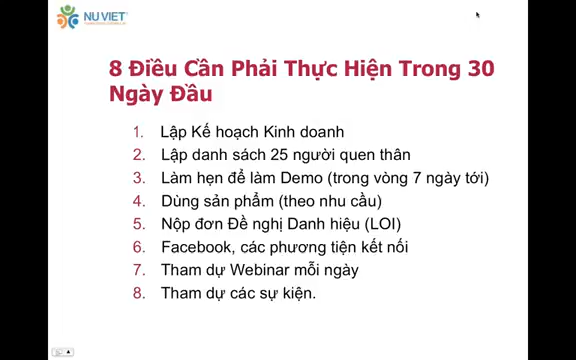 NU VIET
8 Điều Cần Phải Thực Hiện Trong 30
Ngày Đầu
1. Lập Kế hoạch Kinh doanh
2. Lập danh sách 25 người quen thân
3. Làm hẹn để làm Demo (trong vòng 7 ngày tới)
4. Dùng sản phẩm (theo nhu cầu)
5. Nộp đơn Đề nghị Danh hiệu (LOI)
6. Facebook, các phương tiện kết nối
7. Tham dự Webinar mỗi ngày
8. Tham dự các sự kiện.